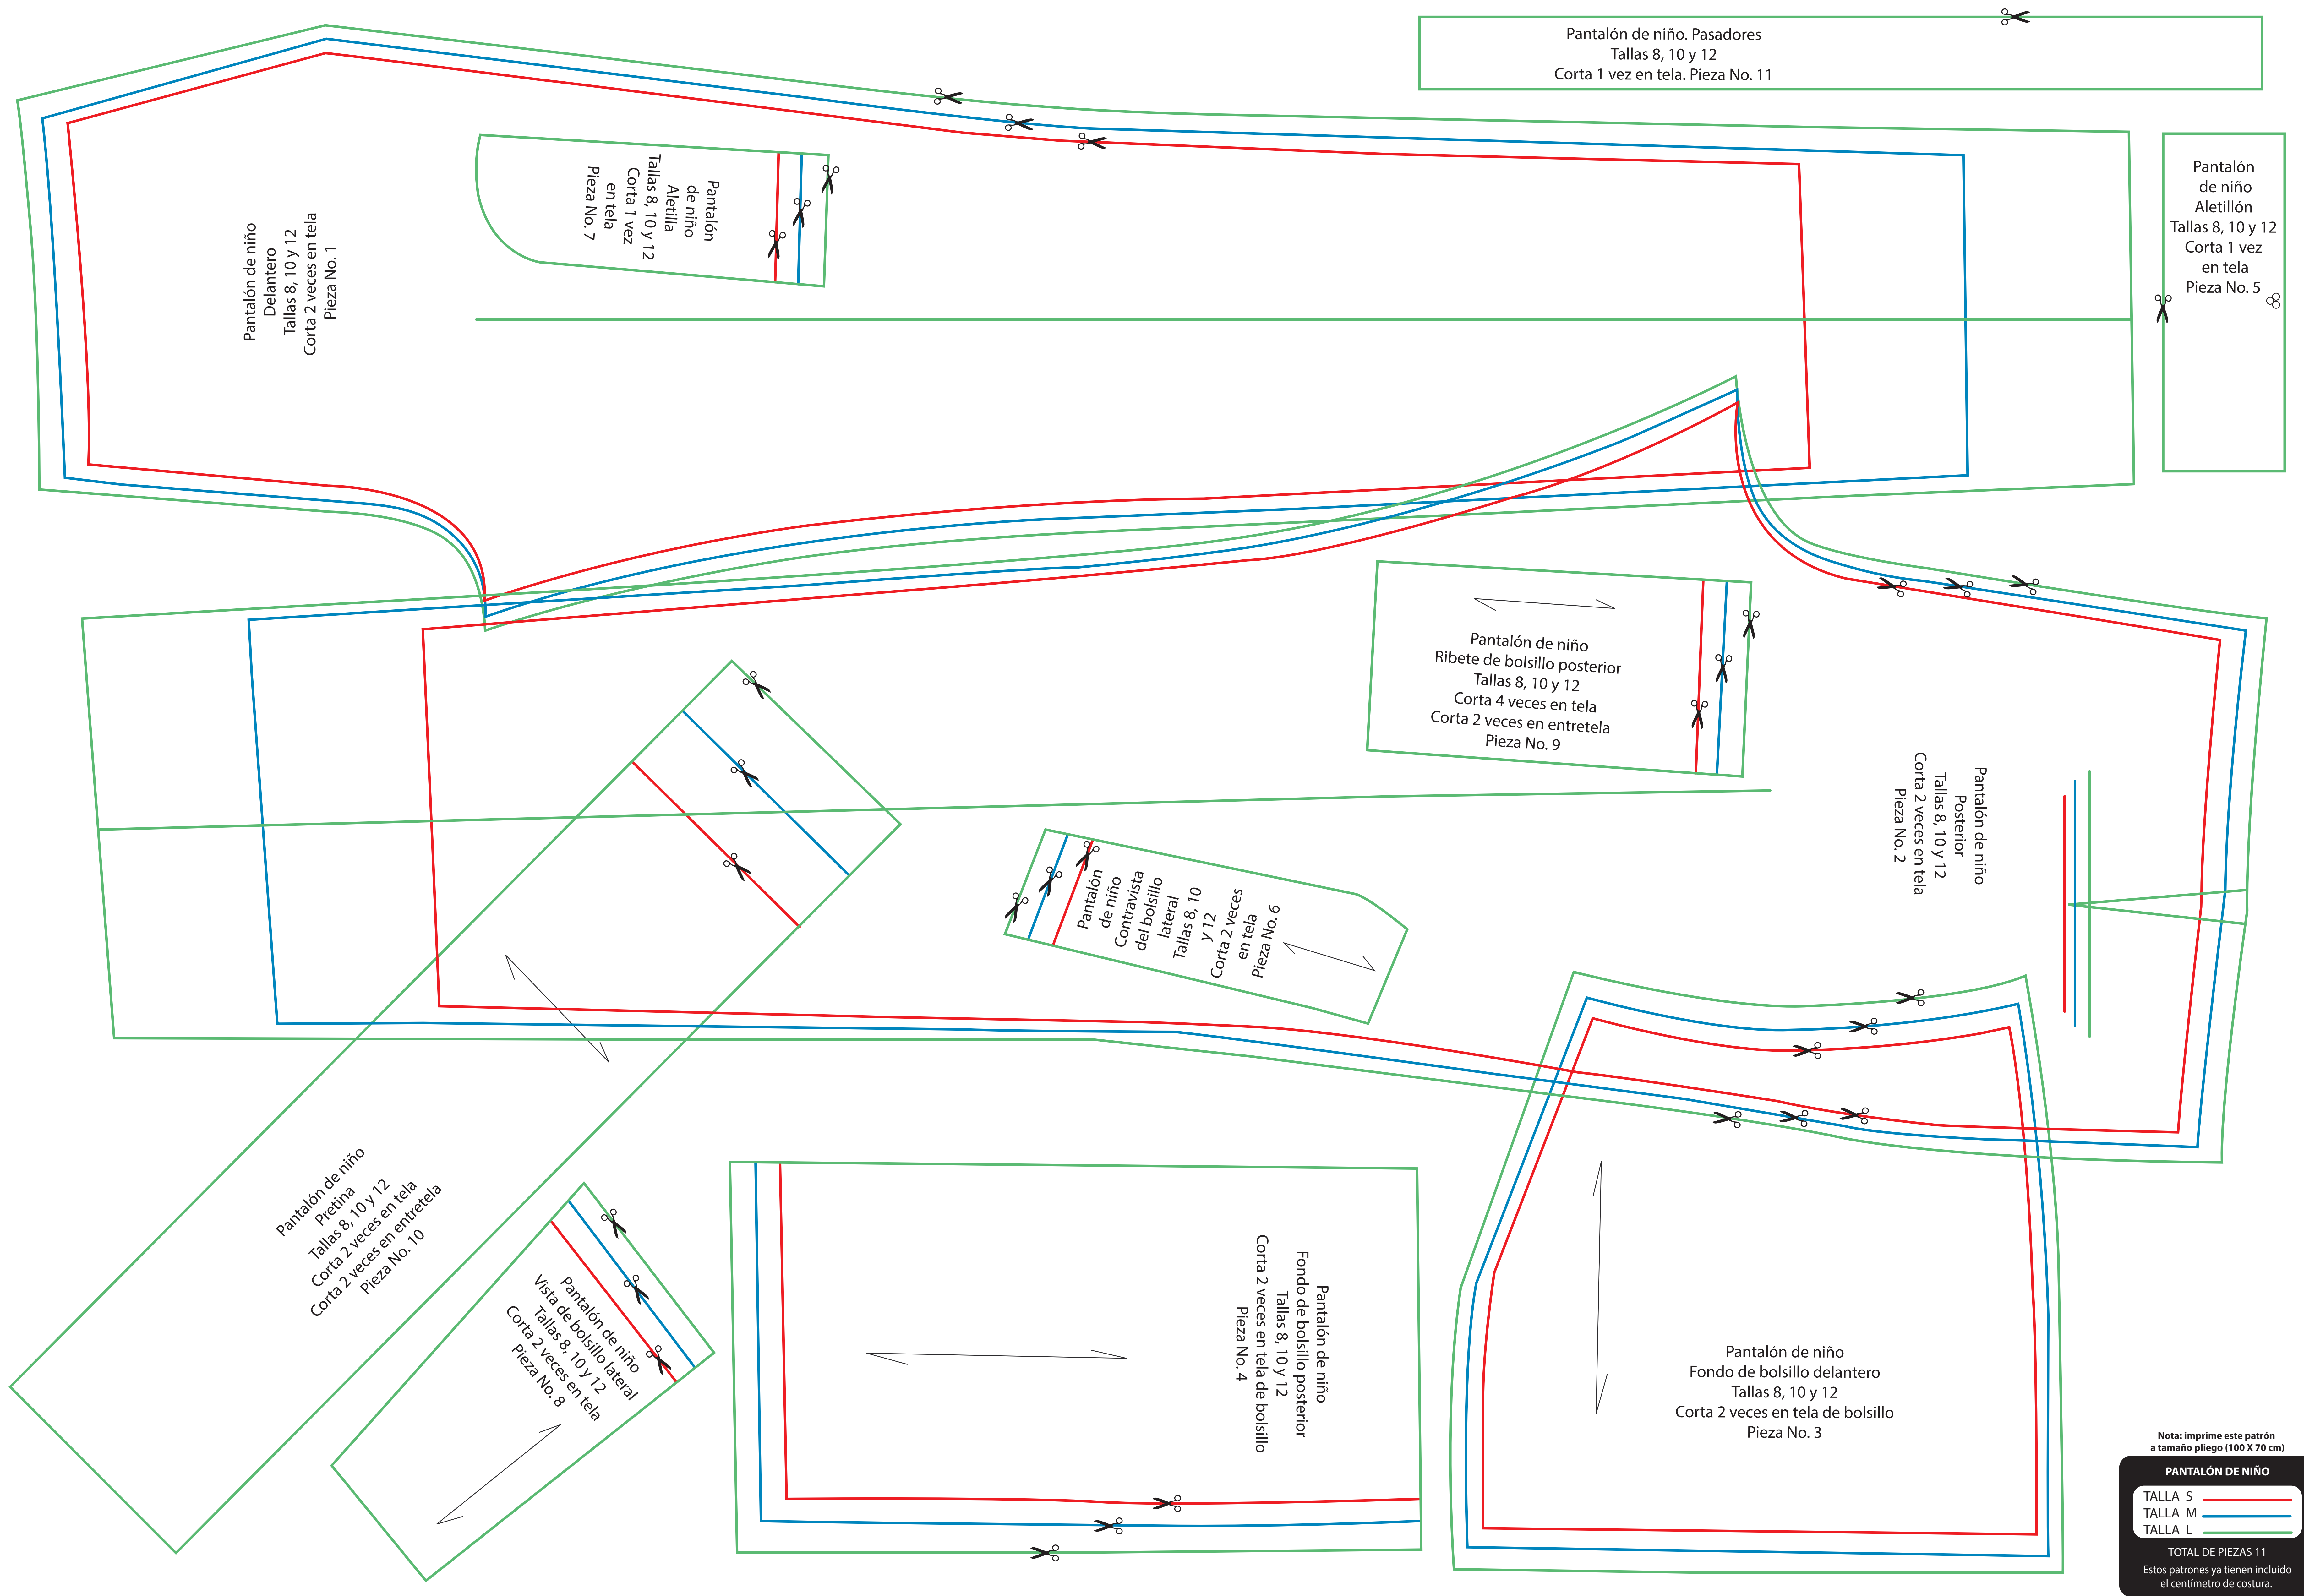 Pantalón de niño. Pasadores
Tallas 8, 10 y 12
Corta 1 vez en tela. Pieza No. 11
Pantalón
de niño
Aletillón
Tallas 8, 10 y 12
Corta 1 vez
en tela
Pieza No. 5
Pantalón
de niño
Aletilla
Tallas 8, 10 y 12
Corta 1 vez
en tela
Pieza No. 7
Pantalón de niño
Delantero
Tallas 8, 10 y 12
Corta 2 veces en tela
Pieza No. 1
Pantalón de niño
Ribete de bolsillo posterior
Tallas 8, 10 y 12
Corta 4 veces en tela
Corta 2 veces en entretela
Pieza No. 9
Pantalón de niño
Posterior
Tallas 8, 10 y 12
Corta 2 veces en tela
Pieza No. 2
Pantalón
de niño
Contravista
del bolsillo
lateral
Tallas 8, 10
y 12
Corta 2 veces
en tela
Pieza No. 6
Pantalón de niño
Pretina
Tallas 8, 10 y 12
Corta 2 veces en tela
Corta 2 veces en entretela
Pieza No. 10
Pantalón de niño
Vista de bolsillo lateral
Tallas 8, 10 y 12
Corta 2 veces en tela
Pieza No. 8
Pantalón de niño
Fondo de bolsillo posterior
Tallas 8, 10 y 12
Corta 2 veces en tela de bolsillo
Pieza No. 4
Pantalón de niño
Fondo de bolsillo delantero
Tallas 8, 10 y 12
Corta 2 veces en tela de bolsillo
Pieza No. 3
Nota: imprime este patrón
a tamaño pliego (100 X 70 cm)
PANTALÓN DE NIÑO
TALLA S
TALLA M
TALLA L
TOTAL DE PIEZAS 11
Estos patrones ya tienen incluido
el centímetro de costura.